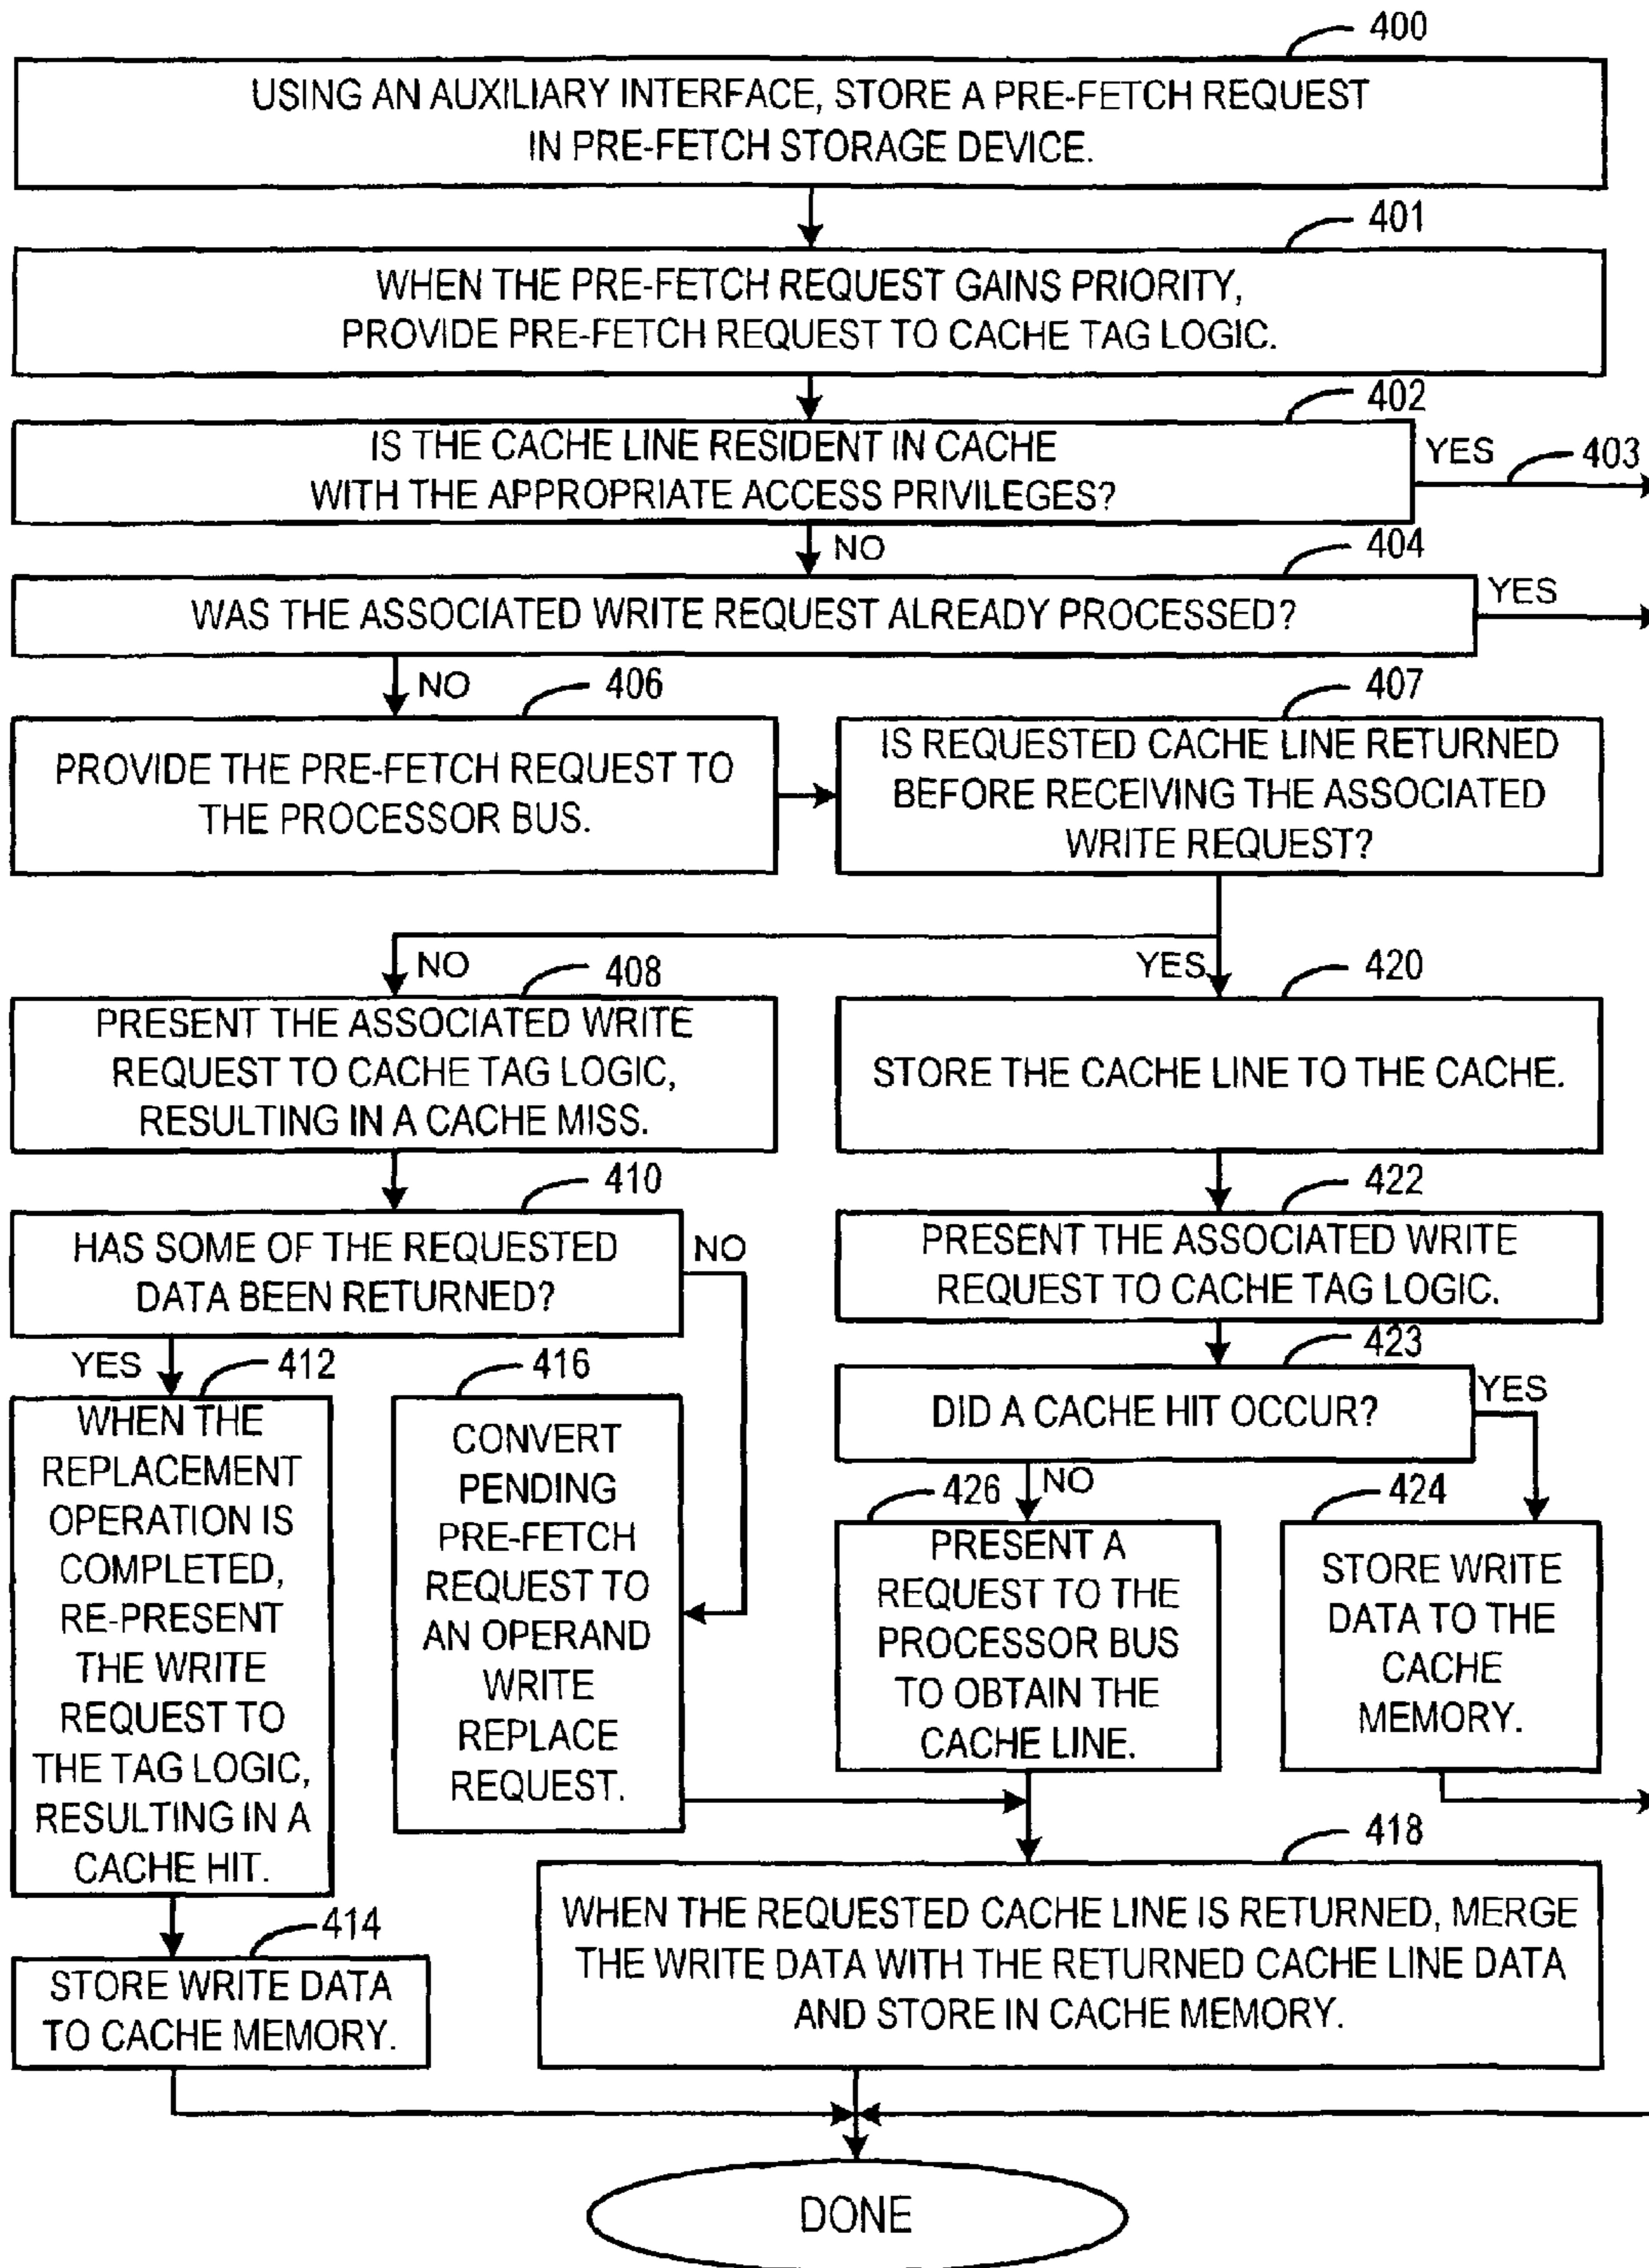 400
USING AN AUXILIARY INTERFACE, STORE A PRE-FETCH REQUEST
IN PRE-FETCH STORAGE DEVICE.
401
WHEN THE PRE-FETCH REQUEST GAINS PRIORITY,
PROVIDE PRE-FETCH REQUEST TO CACHE TAG LOGIC.
402
IS THE CACHE LINE RESIDENT IN CACHE
WITH THE APPROPRIATE ACCESS PRIVILEGES?
YES
403
NO
404
WAS THE ASSOCIATED WRITE REQUEST ALREADY PROCESSED?
YES
NO
406
PROVIDE THE PRE-FETCH REQUEST TO
THE PROCESSOR BUS.
407
IS REQUESTED CACHE LINE RETURNED
BEFORE RECEIVING THE ASSOCIATED
WRITE REQUEST?
NO
408
PRESENT THE ASSOCIATED WRITE
REQUEST TO CACHE TAG LOGIC,
RESULTING IN A CACHE MISS.
YES
420
STORE THE CACHE LINE TO THE CACHE.
410
HAS SOME OF THE REQUESTED
DATA BEEN RETURNED?
NO
422
PRESENT THE ASSOCIATED WRITE
REQUEST TO CACHE TAG LOGIC.
YES
412
WHEN THE
REPLACEMENT
OPERATION IS
COMPLETED,
RE-PRESENT
THE WRITE
REQUEST TO
THE TAG LOGIC,
RESULTING IN A
CACHE HIT.
416
CONVERT
PENDING
PRE-FETCH
REQUEST TO
AN OPERAND
WRITE
REPLACE
REQUEST.
423
DID A CACHE HIT OCCUR?
YES
NO
426
PRESENT A
REQUEST TO THE
PROCESSOR BUS
TO OBTAIN THE
CACHE LINE.
424
STORE WRITE
DATA TO THE
CACHE
MEMORY.
414
STORE WRITE DATA
TO CACHE MEMORY.
418
WHEN THE REQUESTED CACHE LINE IS RETURNED, MERGE
THE WRITE DATA WITH THE RETURNED CACHE LINE DATA
AND STORE IN CACHE MEMORY.
DONE